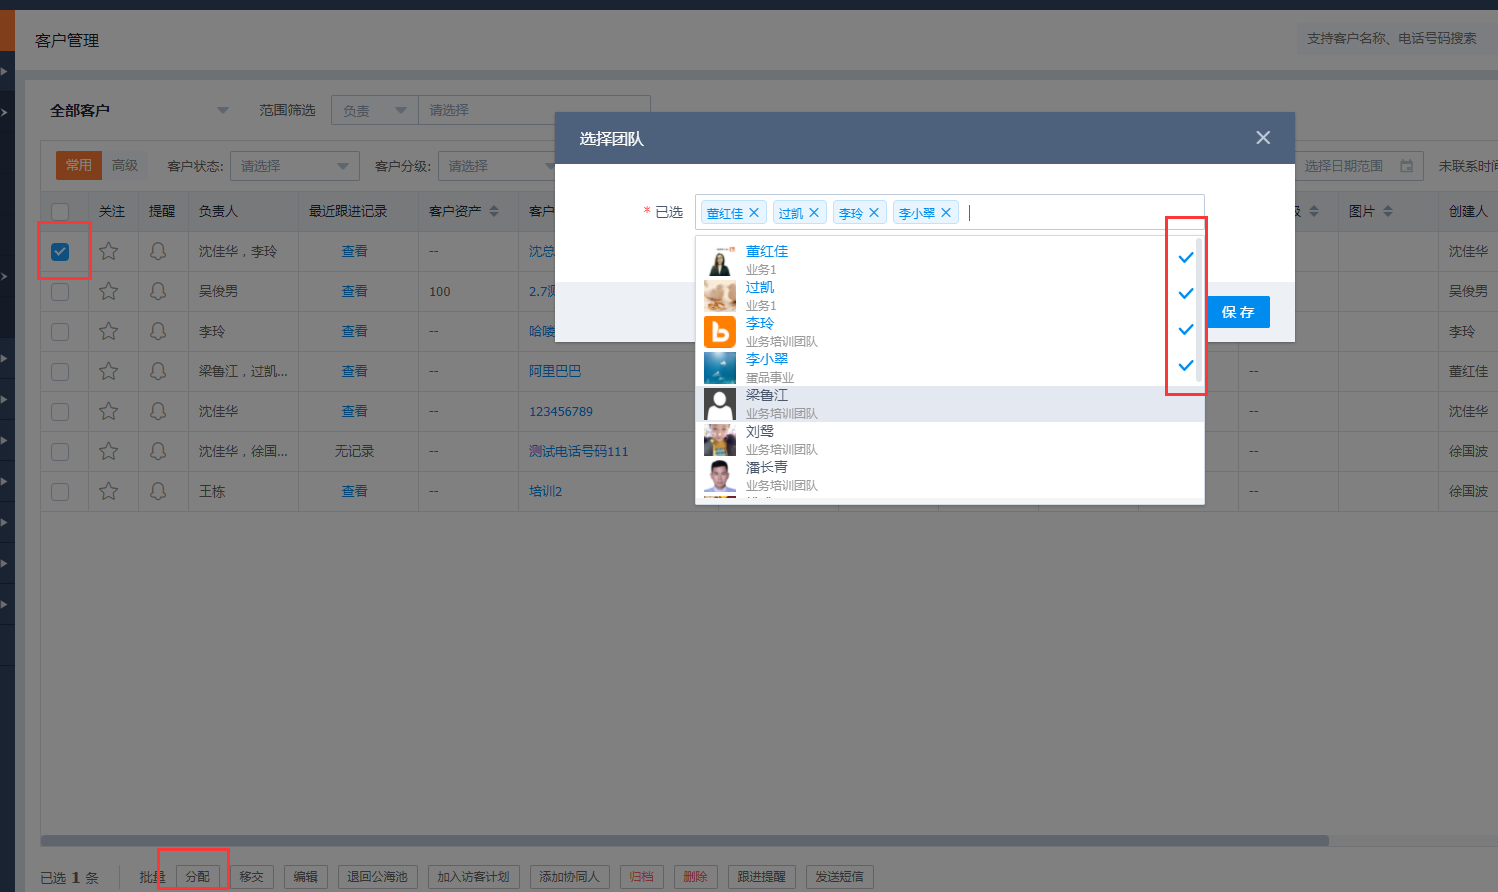 客户管理
支持客户名称、电话号码搜索
全部客户 范围筛选 负责 请选择
选择团队
常用 高级 客户状态: 请选择 客户分级: 请选择 选择日期范围 未联系时间
* 已选 董红佳 过凯 李玲 李小翠
关注 提醒 负责人 最近跟进记录 客户资产 客户 图片 创建人
沈佳华，李玲 查看 -- 沈总 沈佳华
吴俊男 查看 100 2.7测 吴俊男
李玲 查看 -- 哈唛 李玲
梁鲁江，过凯... 查看 -- 阿里巴巴 -- 董红佳
沈佳华 查看 -- 123456789 -- 沈佳华
沈佳华，徐国... 无记录 -- 测试电话号码111 -- 徐国波
王栋 查看 -- 培训2 -- 徐国波
董红佳
业务1
过凯
业务1
李玲
业务培训团队
李小翠
蛋品事业
梁鲁江
业务培训团队
刘鸳
业务培训团队
潘长青
业务培训团队
保存
已选 1 条 批量 分配 移交 编辑 退回公海池 加入访客计划 添加协同人 归档 删除 跟进提醒 发送短信